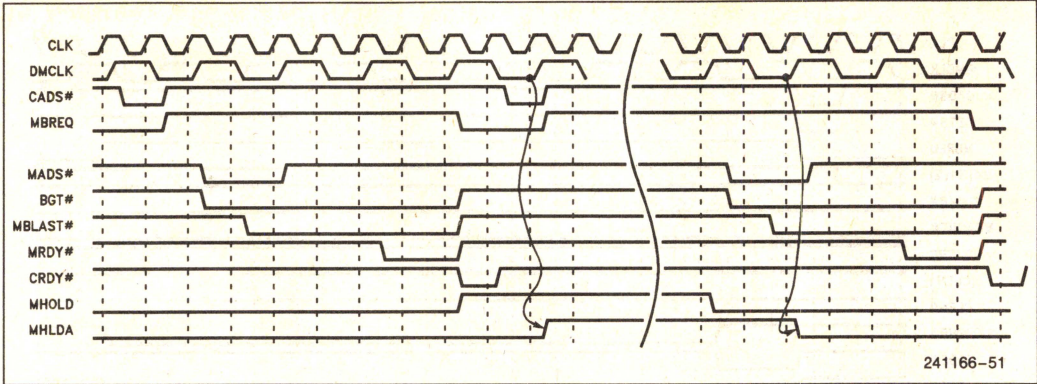 CLK
DMCLK
CADS#
MBREQ
MADS#
BGT#
MBLAST#
MRDY#
CRDY#
MHOLD
MHLDA
241166–51